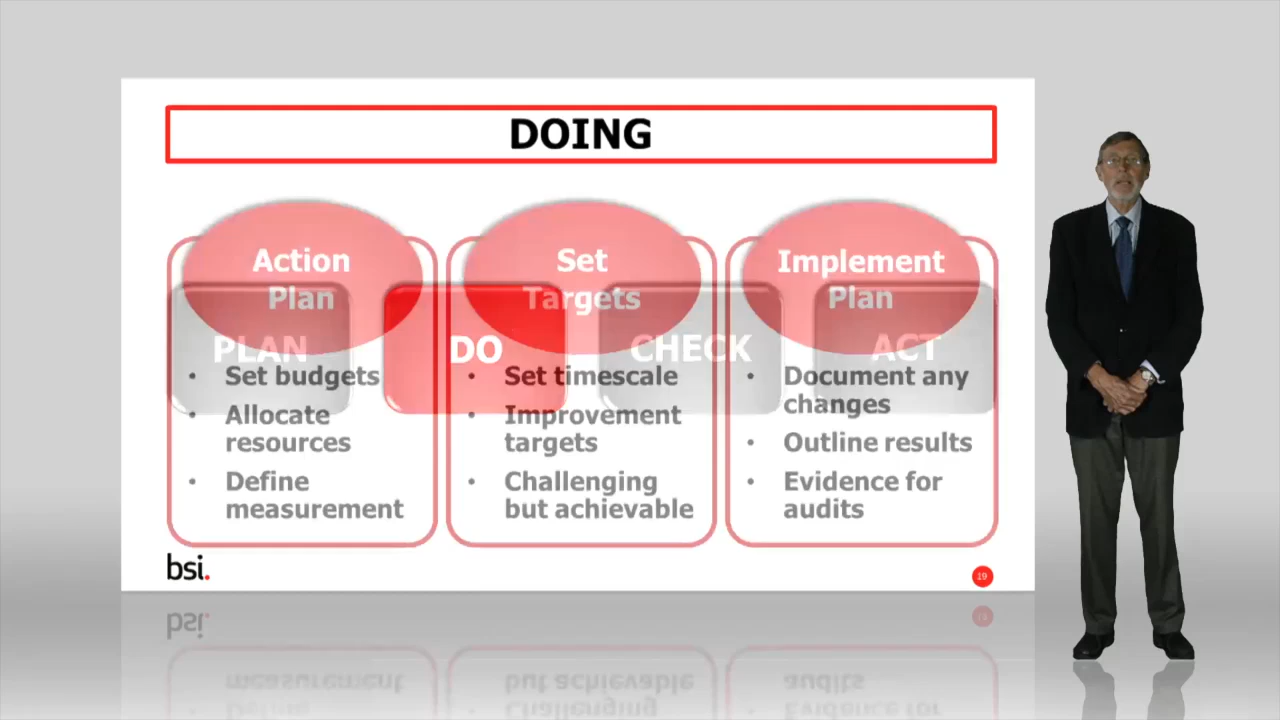 DOING
Action
Plan
Set
Targets
Implement
Plan
PLAN
DO
CHECK
ACT
• Set budgets
• Allocate
resources
• Define
measurement
• Set timescale
• Improvement
targets
• Challenging
but achievable
• Document any
changes
• Outline results
• Evidence for
audits
bsi.
19